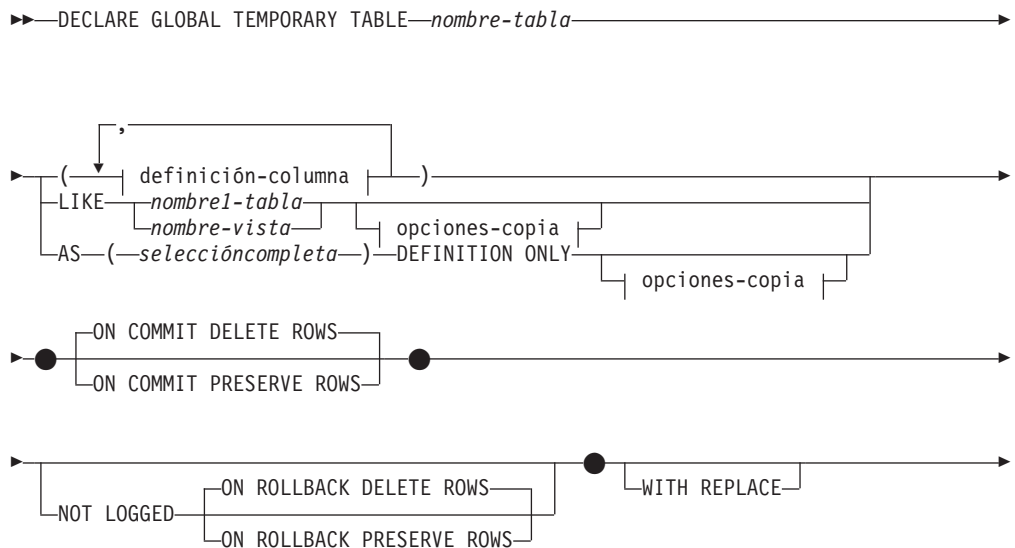 DECLARE GLOBAL TEMPORARY TABLE nombre-tabla
,
( definición-columna )
LIKE nombre1-tabla
nombre-vista opciones-copia
AS ( seleccióncompleta ) DEFINITION ONLY
opciones-copia
ON COMMIT DELETE ROWS
ON COMMIT PRESERVE ROWS
ON ROLLBACK DELETE ROWS WITH REPLACE
NOT LOGGED
ON ROLLBACK PRESERVE ROWS